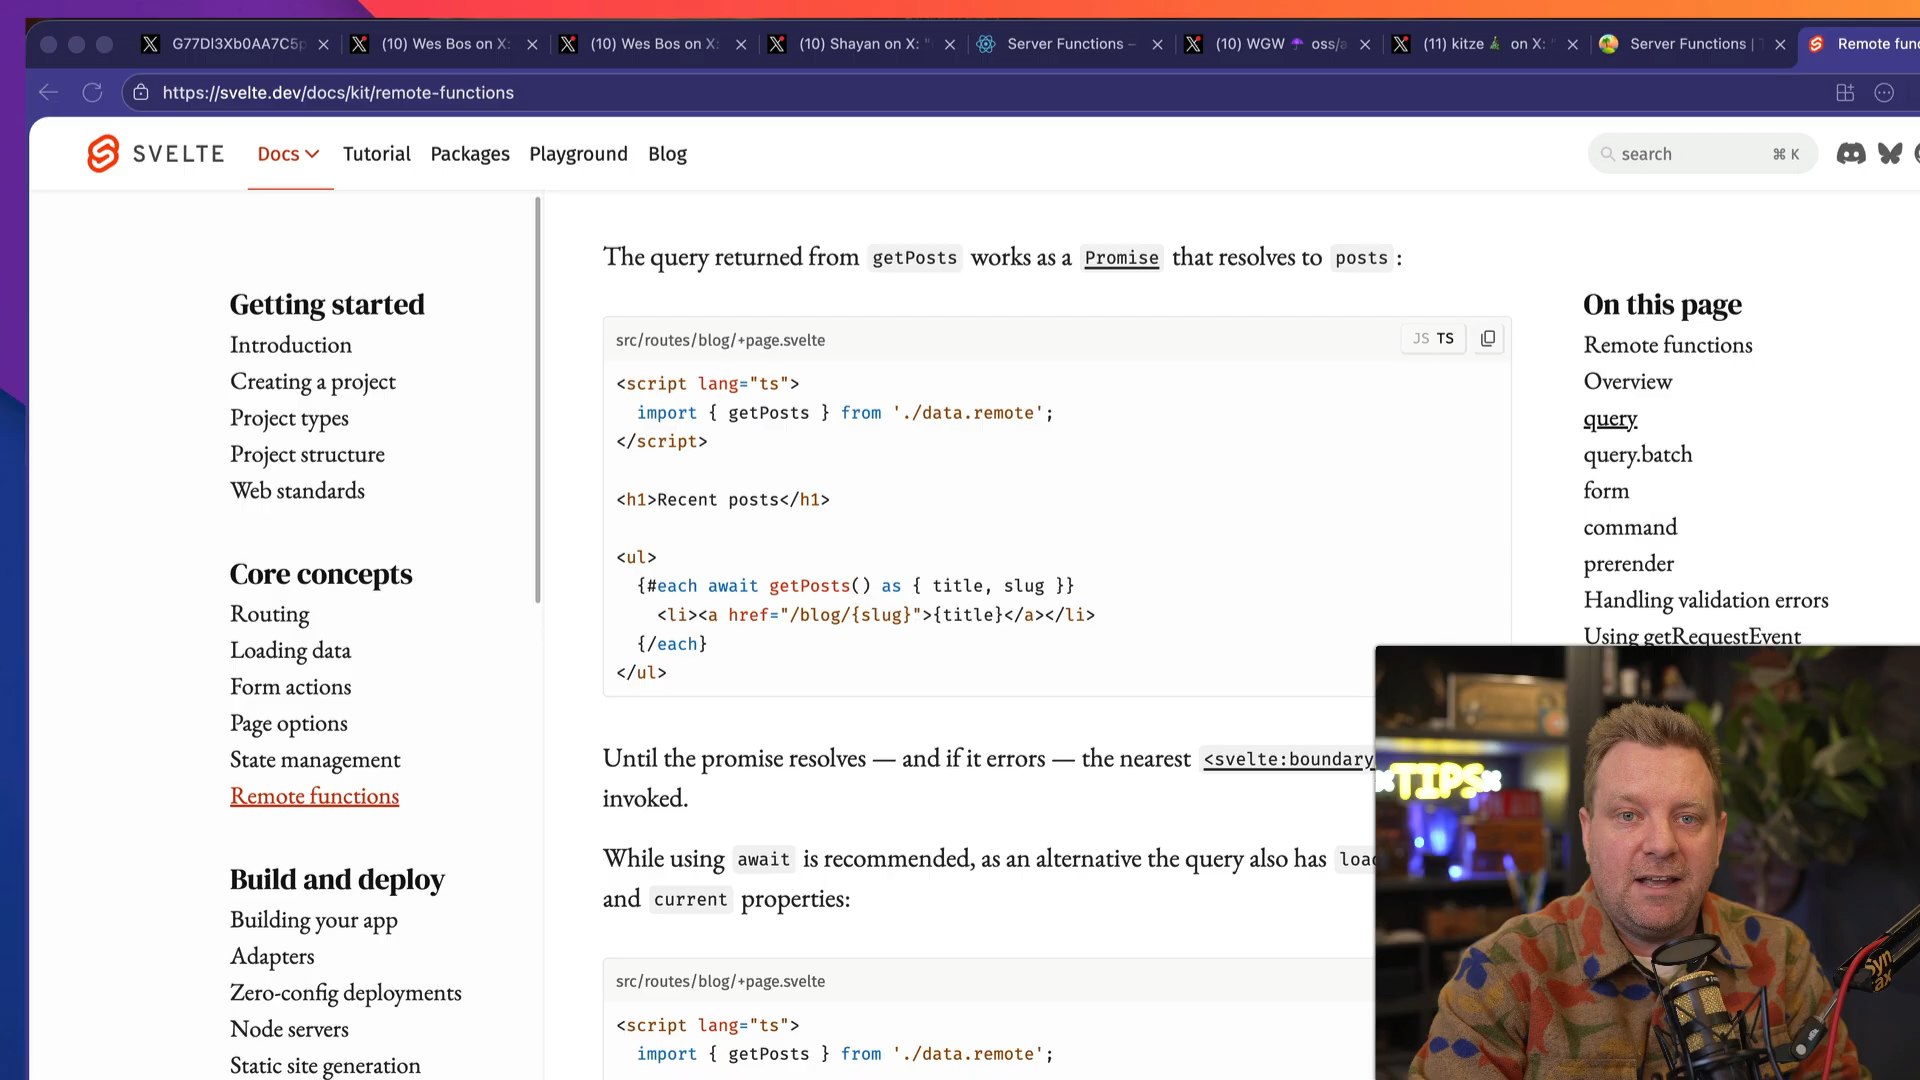 G77DI3Xb0AA7C5p
(10) Wes Bos on X:
(10) Wes Bos on X:
(10) Shayan on X: "
Server Functions –
(10) WGW ☂ oss/a
(11) kitze 🎄 on X: "
Server Functions | T
Remote func
https://svelte.dev/docs/kit/remote-functions
SVELTE
Docs
Tutorial
Packages
Playground
Blog
search
⌘ K
Getting started
Introduction
Creating a project
Project types
Project structure
Web standards
Core concepts
Routing
Loading data
Form actions
Page options
State management
Remote functions
Build and deploy
Building your app
Adapters
Zero-config deployments
Node servers
Static site generation
The query returned from getPosts works as a Promise that resolves to posts :
src/routes/blog/+page.svelte
JS TS
<script lang="ts">
import { getPosts } from './data.remote';
</script>
<h1>Recent posts</h1>
<ul>
{#each await getPosts() as { title, slug }}
<li><a href="/blog/{slug}">{title}</a></li>
{/each}
</ul>
Until the promise resolves — and if it errors — the nearest <svelte:boundary
invoked.
While using await is recommended, as an alternative the query also has load
and current properties:
src/routes/blog/+page.svelte
<script lang="ts">
import { getPosts } from './data.remote';
On this page
Remote functions
Overview
query
query.batch
form
command
prerender
Handling validation errors
Using getRequestEvent
TIPS
Syntax